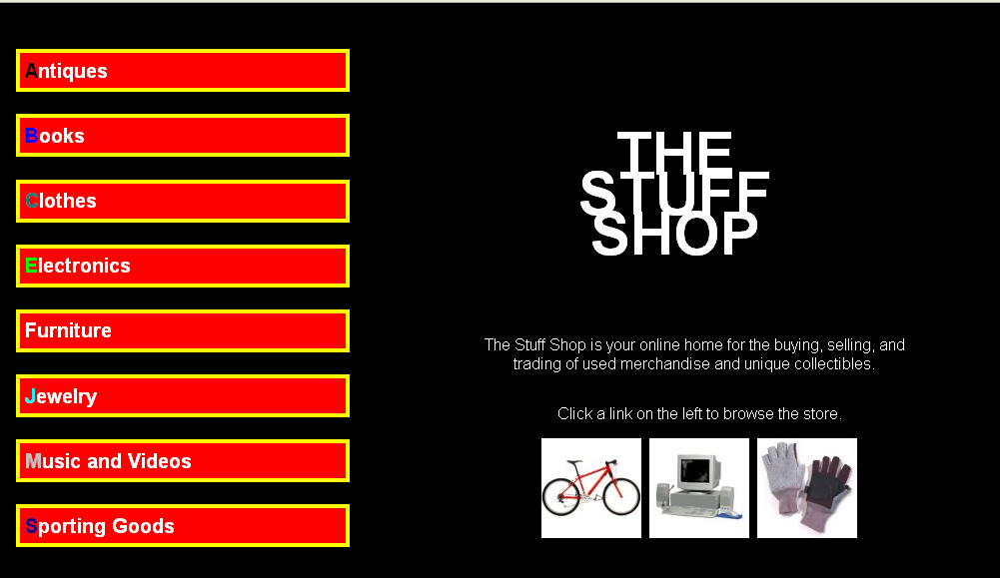 Antiques
Books
Clothes
Electronics
Furniture
Jewelry
Music and Videos
Sporting Goods
THE
STUFF
SHOP
The Stuff Shop is your online home for the buying, selling, and
trading of used merchandise and unique collectibles.
Click a link on the left to browse the store.